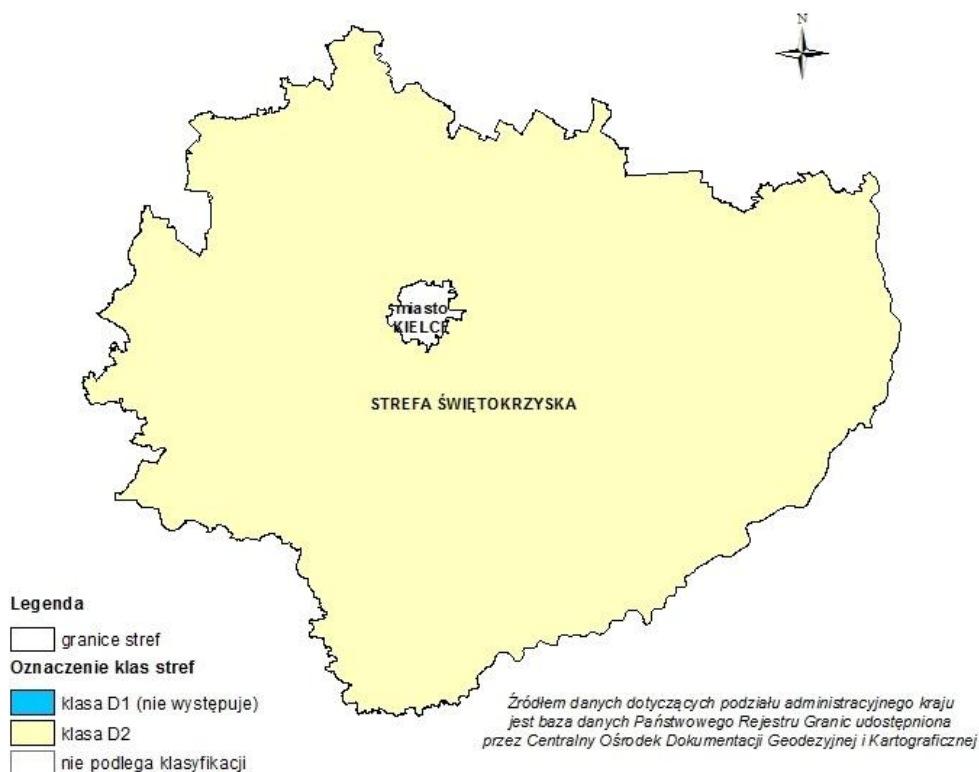 N
miasto
KIELCE
STREFA ŚWIĘTOKRZYSKA
Legenda
granice stref
Oznaczenie klas stref
klasa D1 (nie występuje)
klasa D2
nie podlega klasyfikacji
Źródłem danych dotyczących podziału administracyjnego kraju
jest baza danych Państwowego Rejestru Granic udostępniona
przez Centralny Ośrodek Dokumentacji Geodezyjnej i Kartograficznej